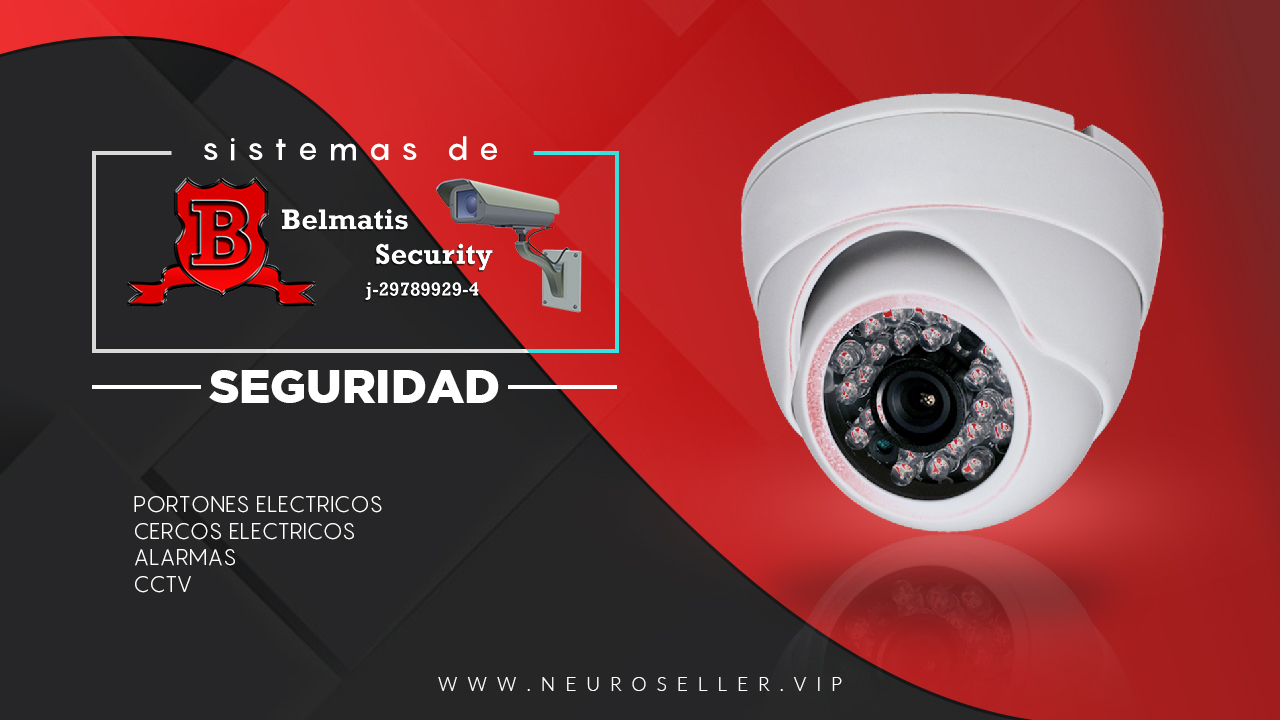 sistemas de
B
Belmatis
Security
j-29789929-4
SEGURIDAD
PORTONES ELECTRICOS
CERCOS ELECTRICOS
ALARMAS
CCTV
WWW.NEUROSELLER.VIP